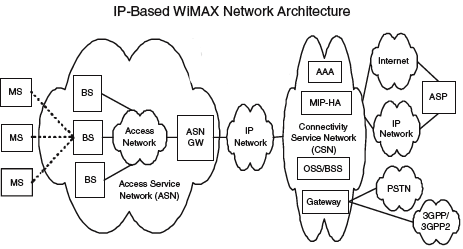 IP-Based WiMAX Network Architecture
MS
MS
MS
BS
BS
BS
Access
Network
ASN
GW
Access Service
Network (ASN)
IP
Network
AAA
MIP-HA
Connectivity
Service Network
(CSN)
OSS/BSS
Gateway
Internet
IP
Network
ASP
PSTN
3GPP/
3GPP2